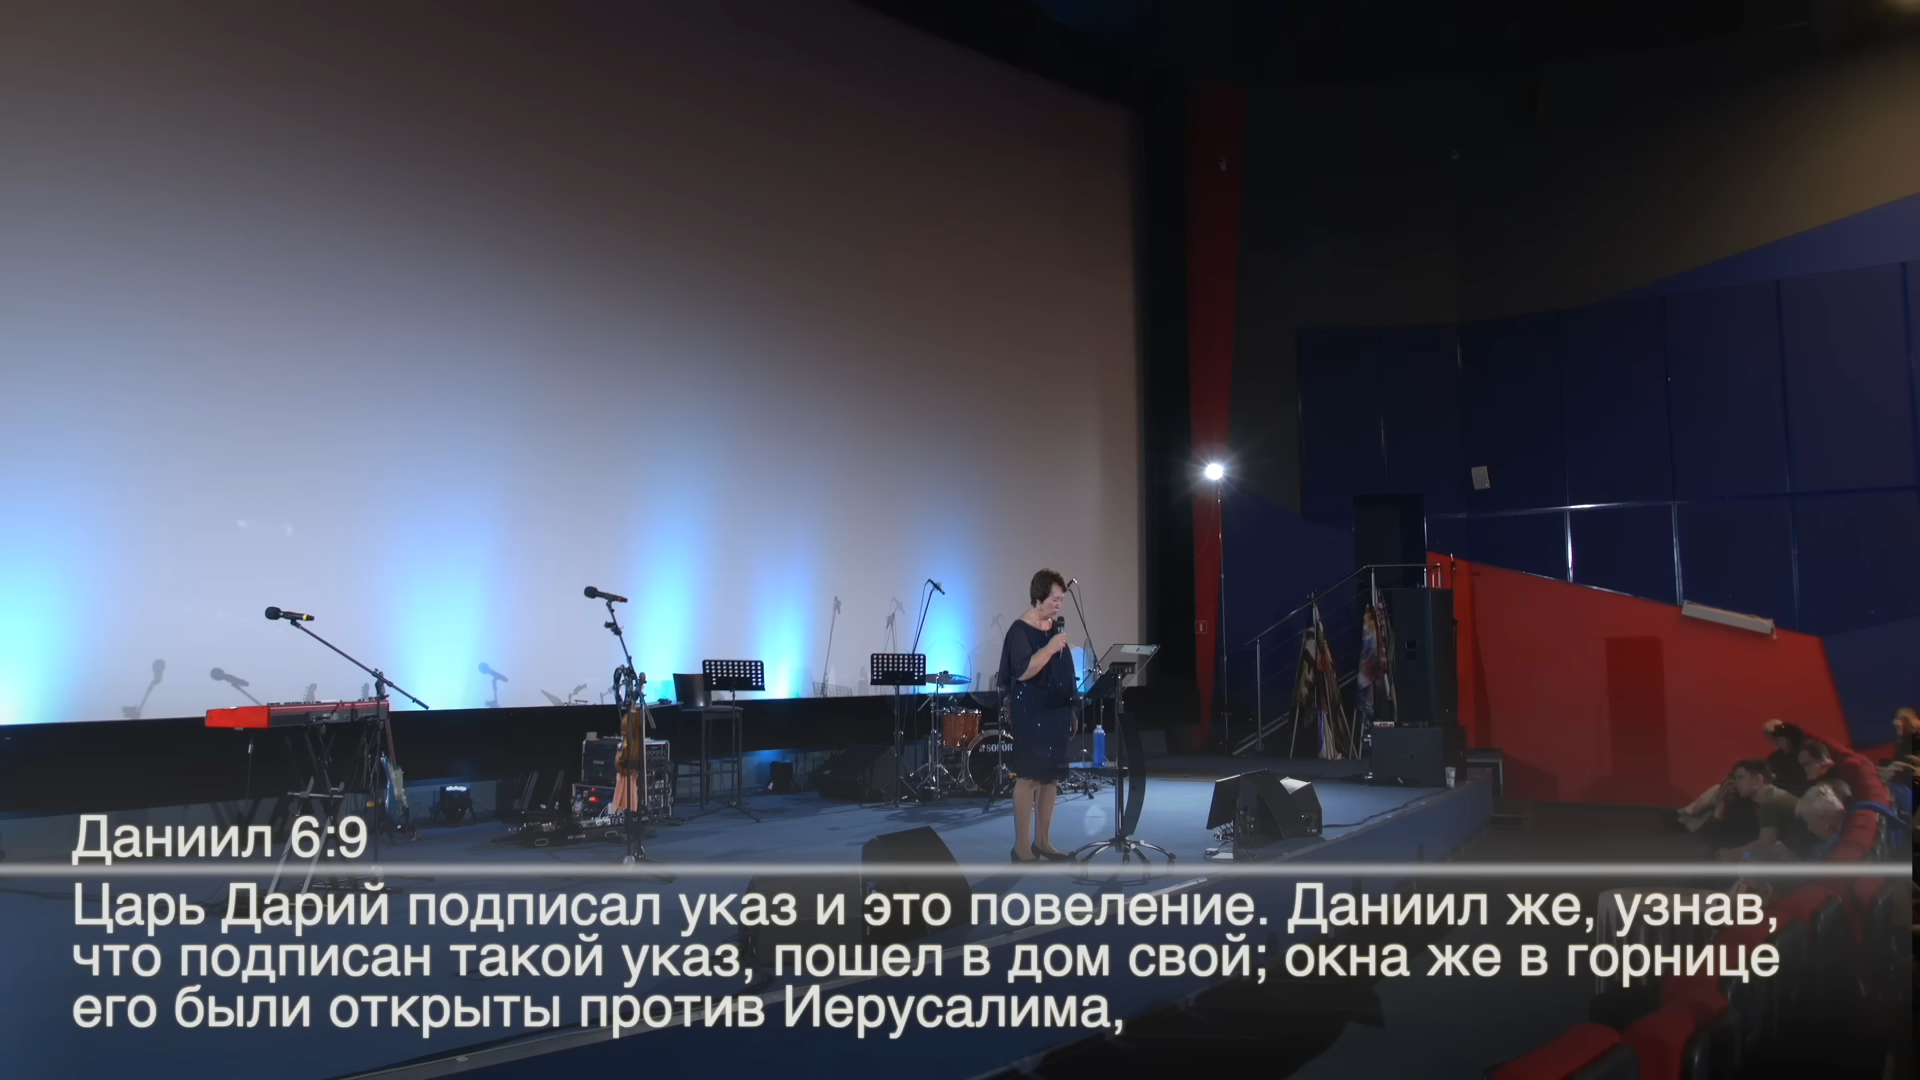 SONOR
Даниил 6:9
Царь Дарий подписал указ и это повеление. Даниил же, узнав,
что подписан такой указ, пошел в дом свой; окна же в горнице
его были открыты против Иерусалима,